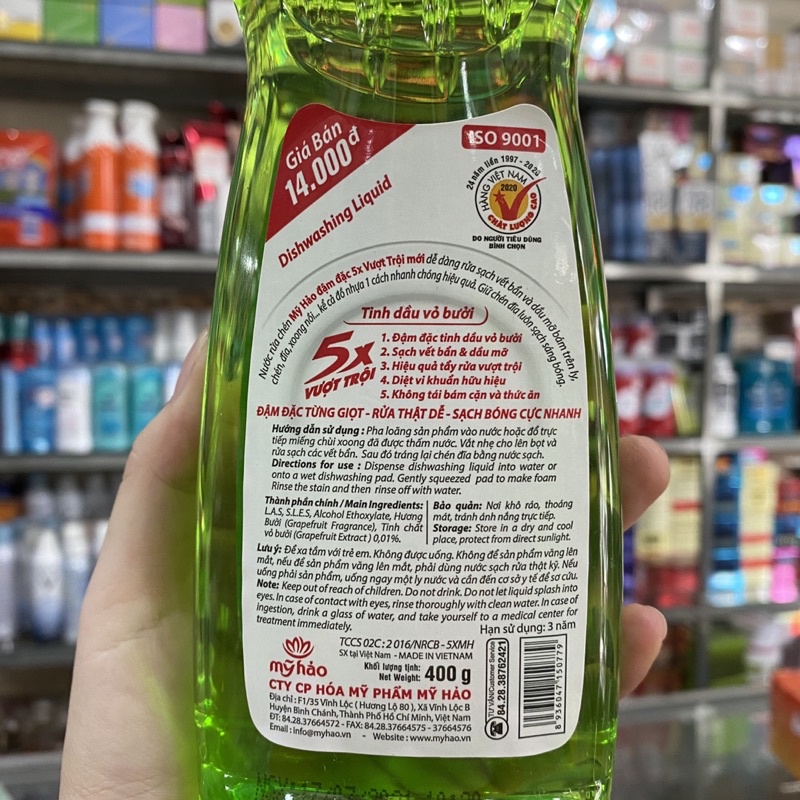 Giá Bán
14.000đ
ISO 9001
24 năm liền 1997 - 2020
HÀNG VIỆT NAM
2020
CHẤT LƯỢNG CAO
DO NGƯỜI TIÊU DÙNG
BÌNH CHỌN
Dishwashing Liquid
Nước rửa chén Mỹ Hảo đậm đặc 5x Vượt Trội mới dễ dàng rửa sạch vết bẩn và dầu mỡ bám trên ly,
chén, dĩa, xoong nồi... kể cả đồ nhựa 1 cách nhanh chóng hiệu quả. Giữ chén dĩa luôn sạch sáng bóng.
Tinh dầu vỏ bưởi
5X
VƯỢT TRỘI
1. Đậm đặc tinh dầu vỏ bưởi
2. Sạch vết bẩn & dầu mỡ
3. Hiệu quả tẩy rửa vượt trội
4. Diệt vi khuẩn hữu hiệu
5. Không tái bám cặn và thức ăn
ĐẬM ĐẶC TỪNG GIỌT - RỬA THẬT DỄ - SẠCH BÓNG CỰC NHANH
Hướng dẫn sử dụng : Pha loãng sản phẩm vào nước hoặc đổ trực
tiếp miếng chùi xoong đã được thấm nước. Vắt nhẹ cho lên bọt và
rửa sạch các vết bẩn. Sau đó tráng lại chén dĩa bằng nước sạch.
Directions for use : Dispense dishwashing liquid into water or
onto a wet dishwashing pad. Gently squeezed pad to make foam
Rinse the stain and then rinse off with water.
Thành phần chính / Main Ingredients:
L.A.S, S.L.E.S, Alcohol Ethoxylate, Hương
Bưởi (Grapefruit Fragrance), Tinh chất
vỏ bưởi (Grapefruit Extract ) 0,01%.
Bảo quản: Nơi khô ráo, thoáng
mát, tránh ánh nắng trực tiếp.
Storage: Store in a dry and cool
place, protect from direct sunlight.
Lưu ý: Để xa tầm với trẻ em. Không được uống. Không để sản phẩm văng lên
mắt, nếu để sản phẩm văng lên mắt, phải dùng nước sạch rửa thật kỹ. Nếu
uống phải sản phẩm, uống ngay một ly nước và cần đến cơ sở y tế để sơ cứu.
Note: Keep out of reach of children. Do not drink. Do not let liquid splash into
eyes. In case of contact with eyes, rinse thoroughly with clean water. In case of
ingestion, drink a glass of water, and take yourself to a medical center for
treatment immediately.
Hạn sử dụng: 3 năm
mỹ hảo
TCCS 02C : 2 016/NRCB - 5XMH
SX tại Việt Nam - MADE IN VIETNAM
Khối lượng tịnh:
Net Weight: 400 g
CTY CP HÓA MỸ PHẨM MỸ HẢO
Địa chỉ : F1/35 Vĩnh Lộc ( Hương Lộ 80 ), Xã Vĩnh Lộc B
Huyện Bình Chánh, Thành Phố Hồ Chí Minh, Việt Nam
ĐT: 84.28-37664572 - FAX: 84.28-37664575 - 37664576
Email : info@myhao.vn - Website : www.myhao.vn
TƯ VẤN/Customer Service
84.28.38762421
8 936047 150779